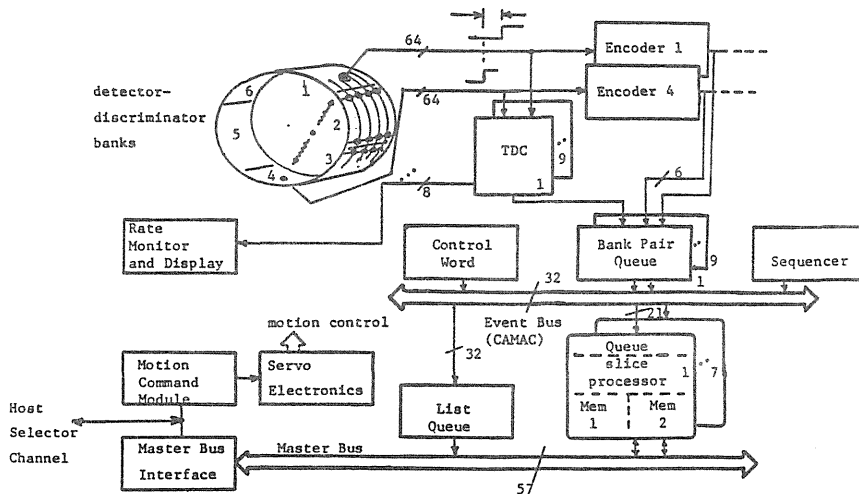 64
Encoder 1
Encoder 4
detector-
discriminator
banks
6
1
5
2
3
4
64
TDC
9
1
8
6
Rate
Monitor
and Display
Control
Word
Bank Pair
Queue
9
1
Sequencer
32
Event Bus
(CAMAC)
21
motion control
32
Motion
Command
Module
Servo
Electronics
Queue
slice
processor
1
7
Mem
1
Mem
2
List
Queue
Host
Selector
Channel
Master Bus
Interface
Master Bus
57